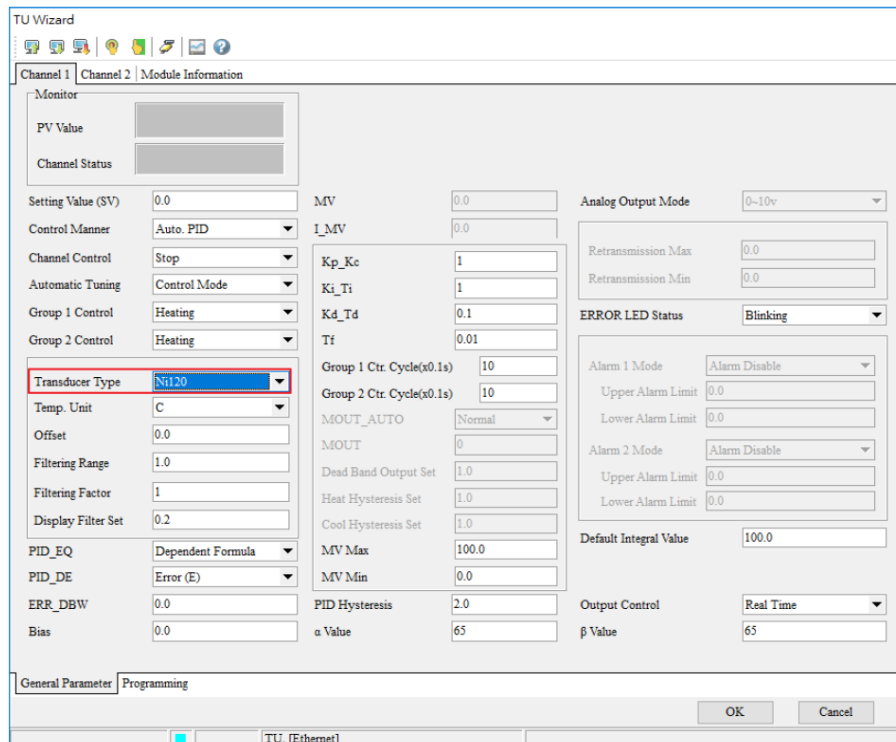 TU Wizard
Channel 1 Channel 2 Module Information
Monitor
PV Value
Channel Status
Setting Value (SV) 0.0 MV 0.0 Analog Output Mode 0~10v
Control Manner Auto. PID I_MV 0.0
Channel Control Stop Kp_Kc 1 Retransmission Max 0.0
Automatic Tuning Control Mode Ki_Ti 1 Retransmission Min 0.0
Group 1 Control Heating Kd_Td 0.1 ERROR LED Status Blinking
Group 2 Control Heating Tf 0.01
Transducer Type Ni120 Group 1 Ctr. Cycle(x0.1s) 10 Alarm 1 Mode Alarm Disable
Temp. Unit C Group 2 Ctr. Cycle(x0.1s) 10 Upper Alarm Limit 0.0
Offset 0.0 MOUT_AUTO Normal Lower Alarm Limit 0.0
Filtering Range 1.0 MOUT 0 Alarm 2 Mode Alarm Disable
Filtering Factor 1 Dead Band Output Set 1.0 Upper Alarm Limit 0.0
Display Filter Set 0.2 Heat Hysteresis Set 1.0 Lower Alarm Limit 0.0
Cool Hysteresis Set 1.0 Default Integral Value 100.0
PID_EQ Dependent Formula MV Max 100.0
PID_DE Error (E) MV Min 0.0
ERR_DBW 0.0 PID Hysteresis 2.0 Output Control Real Time
Bias 0.0 α Value 65 β Value 65
General Parameter Programming
OK Cancel
TU, [Ethernet]